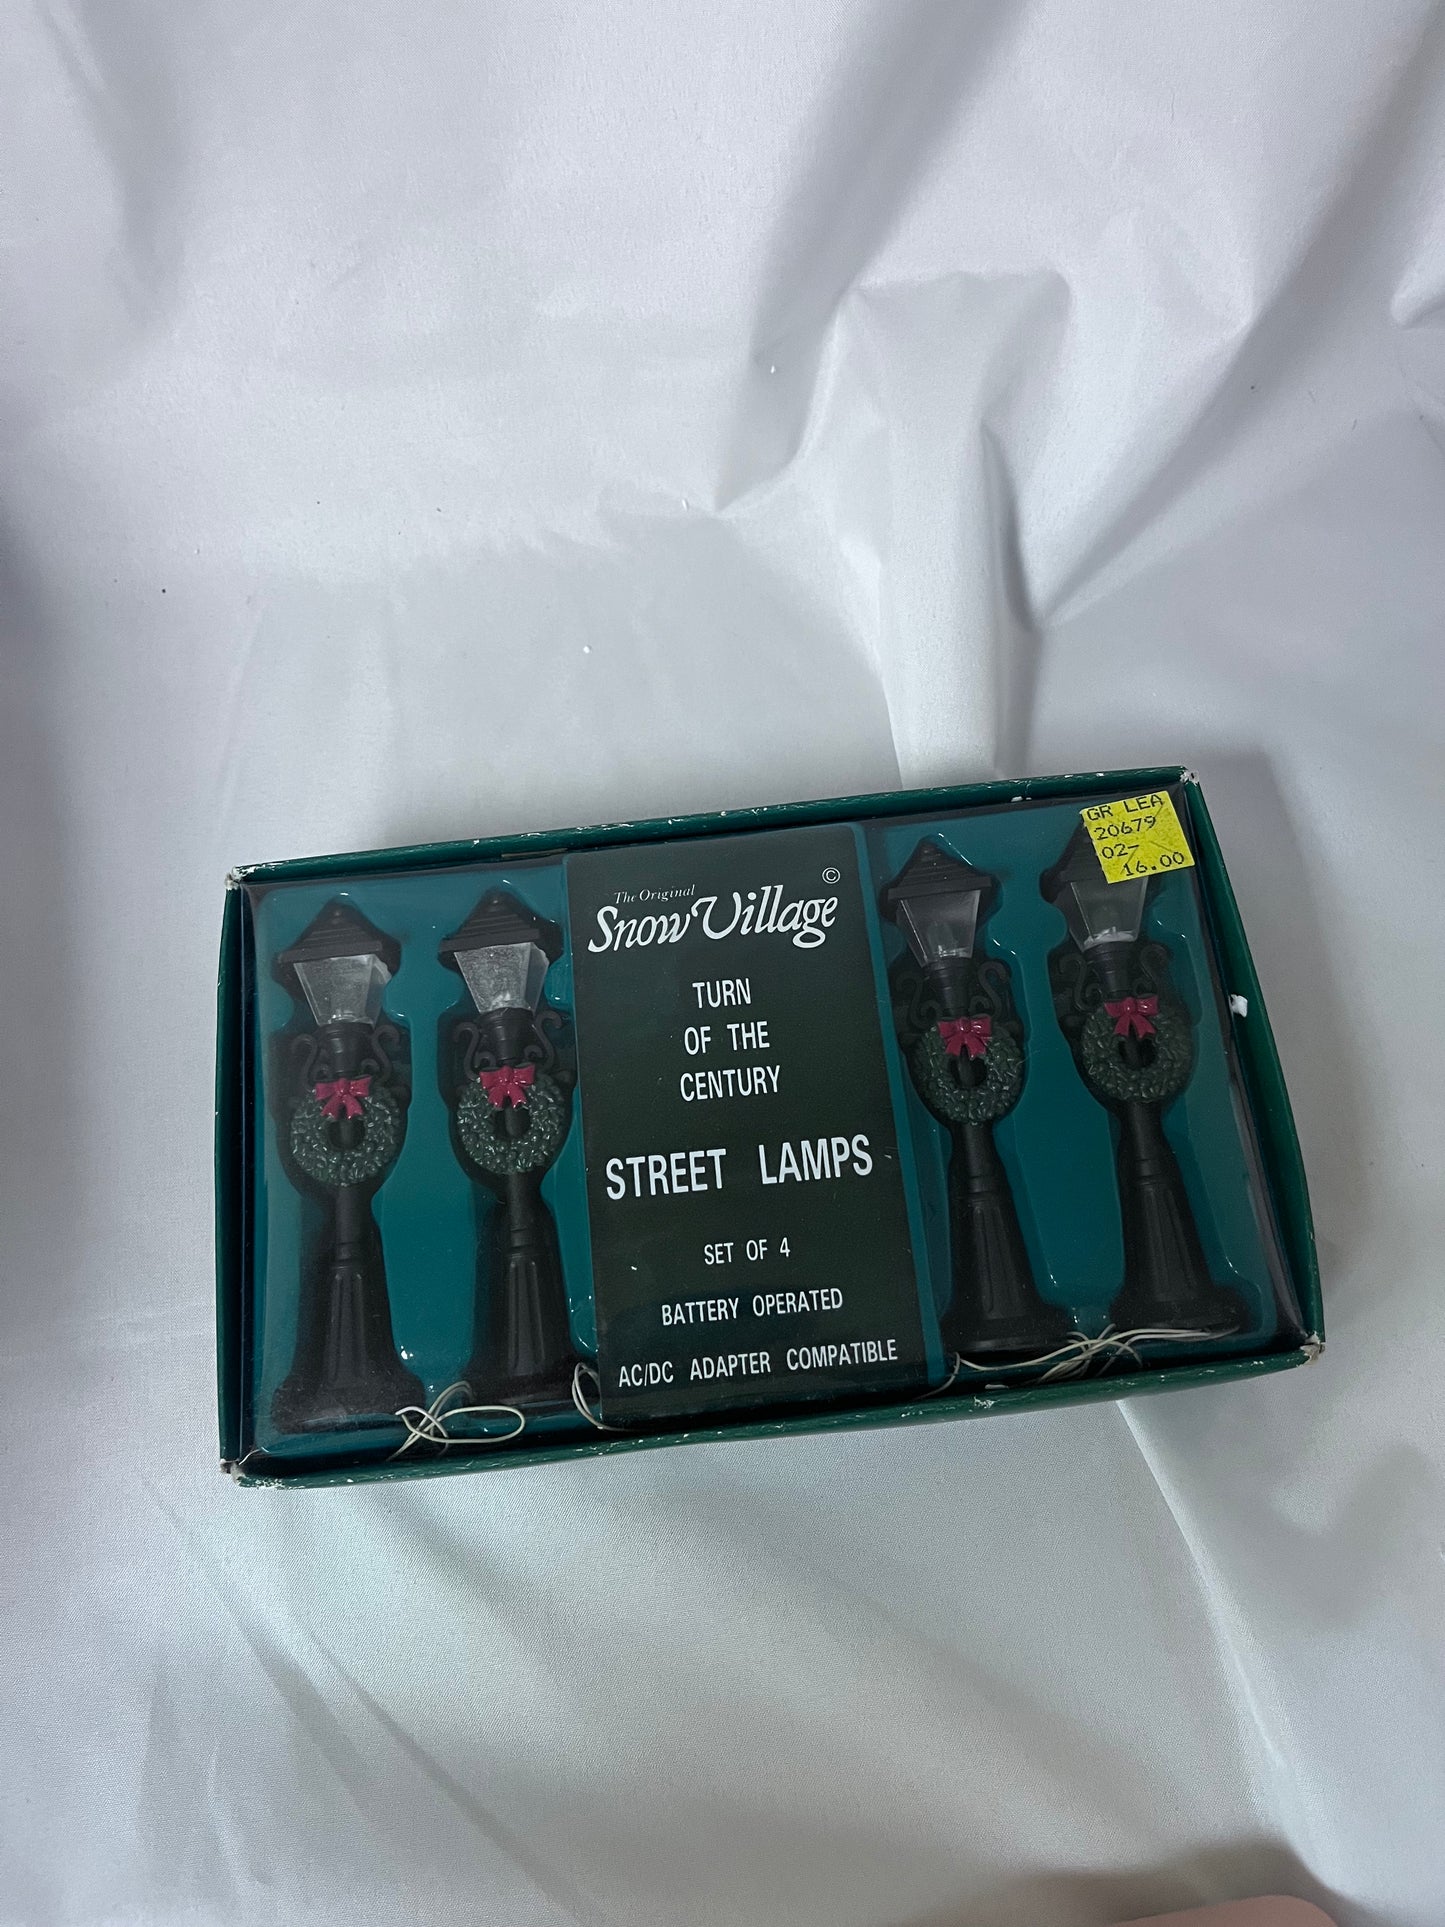 GR LEA
20679
02-
16.00
The Original
Snow Village ©
TURN
OF THE
CENTURY
STREET LAMPS
SET OF 4
BATTERY OPERATED
AC/DC ADAPTER COMPATIBLE